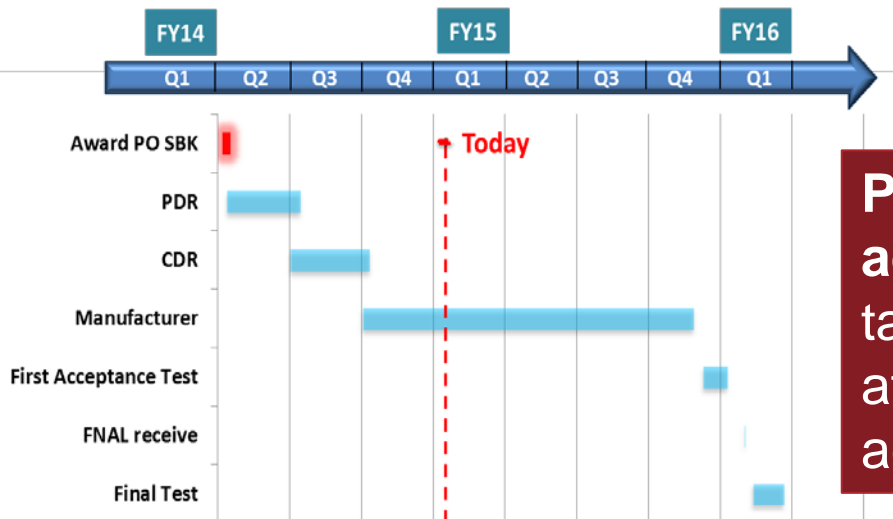 FY14 FY15 FY16
Q1 Q2 Q3 Q4 Q1 Q2 Q3 Q4 Q1
Award PO SBK
Today
PDR
CDR
Manufacturer
First Acceptance Test
FNAL receive
Final Test